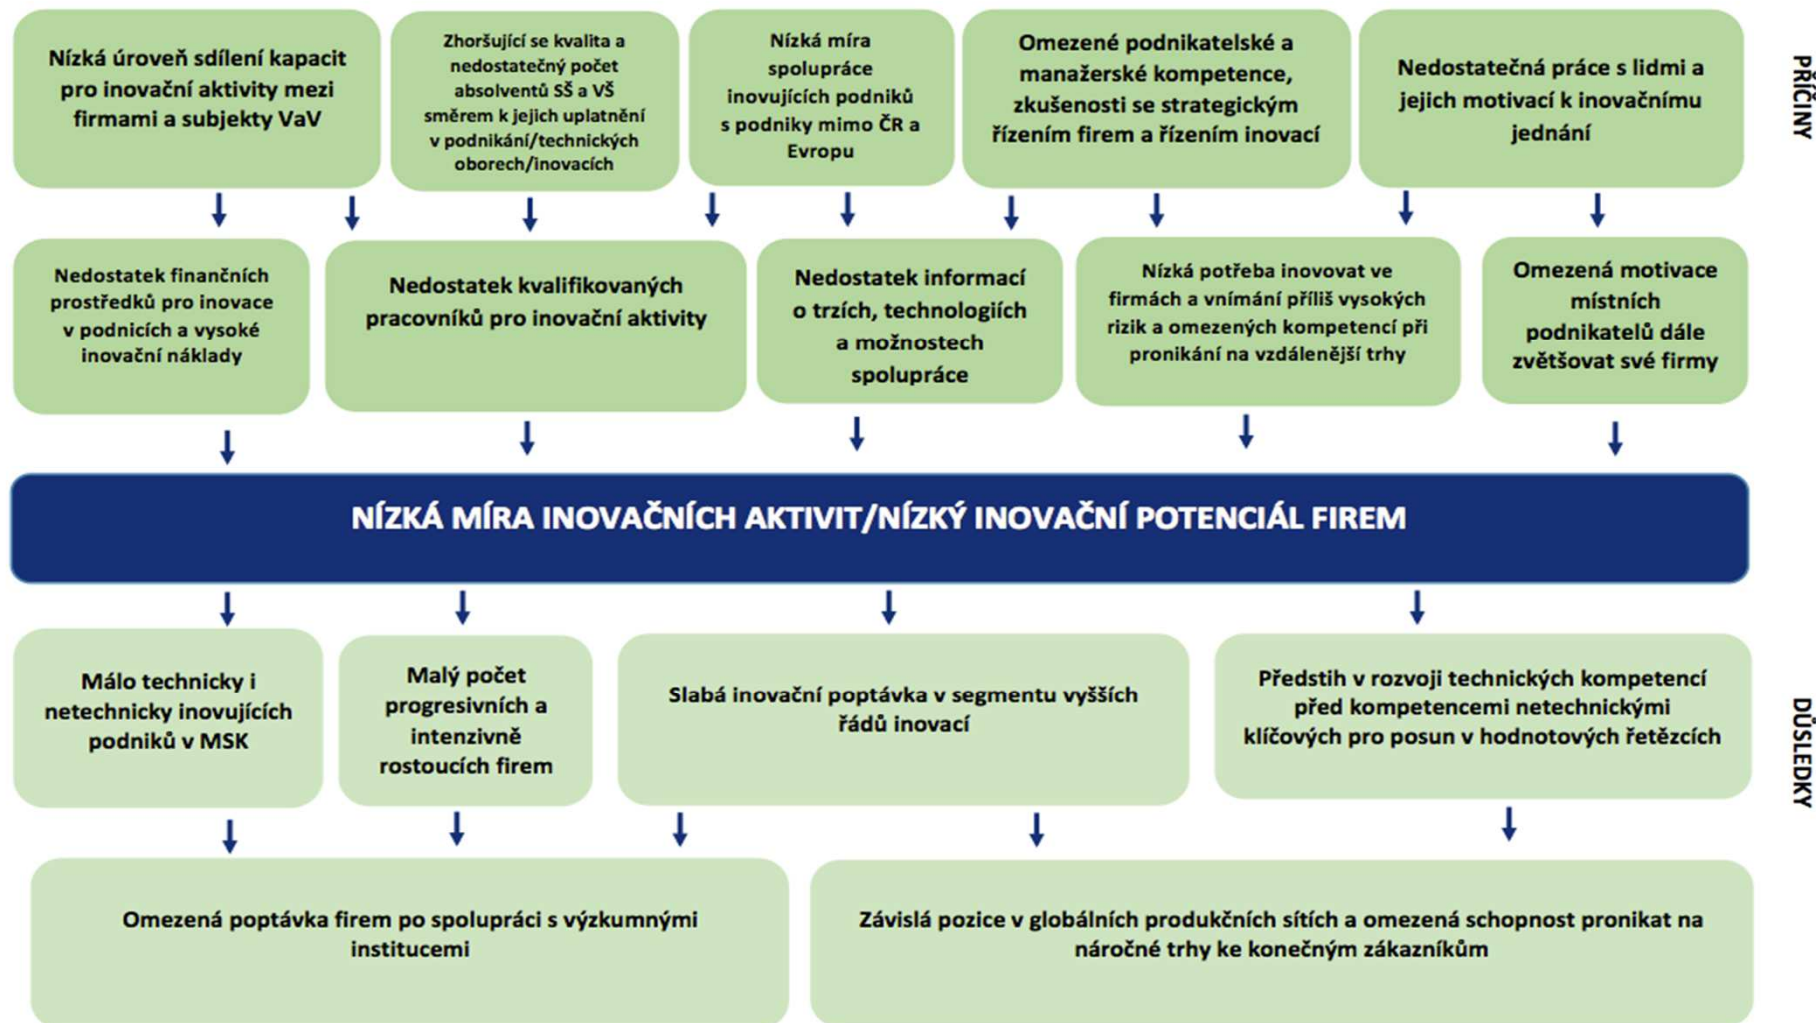 Nízká úroveň sdílení kapacit
pro inovační aktivity mezi
firmami a subjekty VaV
Zhoršující se kvalita a
nedostatečný počet
absolventů SŠ a VŠ
směrem k jejich uplatnění
v podnikání/technických
oborech/inovacích
Nízká míra
spolupráce
inovujících podniků
s podniky mimo ČR a
Evropu
Omezené podnikatelské a
manažerské kompetence,
zkušenosti se strategickým
řízením firem a řízením inovací
Nedostatečná práce s lidmi a
jejich motivací k inovačnímu
jednání
PŘÍČINY
Nedostatek finančních
prostředků pro inovace
v podnicích a vysoké
inovační náklady
Nedostatek kvalifikovaných
pracovníků pro inovační aktivity
Nedostatek informací
o trzích, technologiích
a možnostech
spolupráce
Nízká potřeba inovovat ve
firmách a vnímání příliš vysokých
rizik a omezených kompetencí při
pronikání na vzdálenější trhy
Omezená motivace
místních
podnikatelů dále
zvětšovat své firmy
NÍZKÁ MÍRA INOVAČNÍCH AKTIVIT/NÍZKÝ INOVAČNÍ POTENCIÁL FIREM
Málo technicky i
netechnicky inovujících
podniků v MSK
Malý počet
progresivních a
intenzivně
rostoucích firem
Slabá inovační poptávka v segmentu vyšších
řádů inovací
Předstih v rozvoji technických kompetencí
před kompetencemi netechnickými
klíčových pro posun v hodnotových řetězcích
DŮSLEDKY
Omezená poptávka firem po spolupráci s výzkumnými
institucemi
Závislá pozice v globálních produkčních sítích a omezená schopnost pronikat na
náročné trhy ke konečným zákazníkům